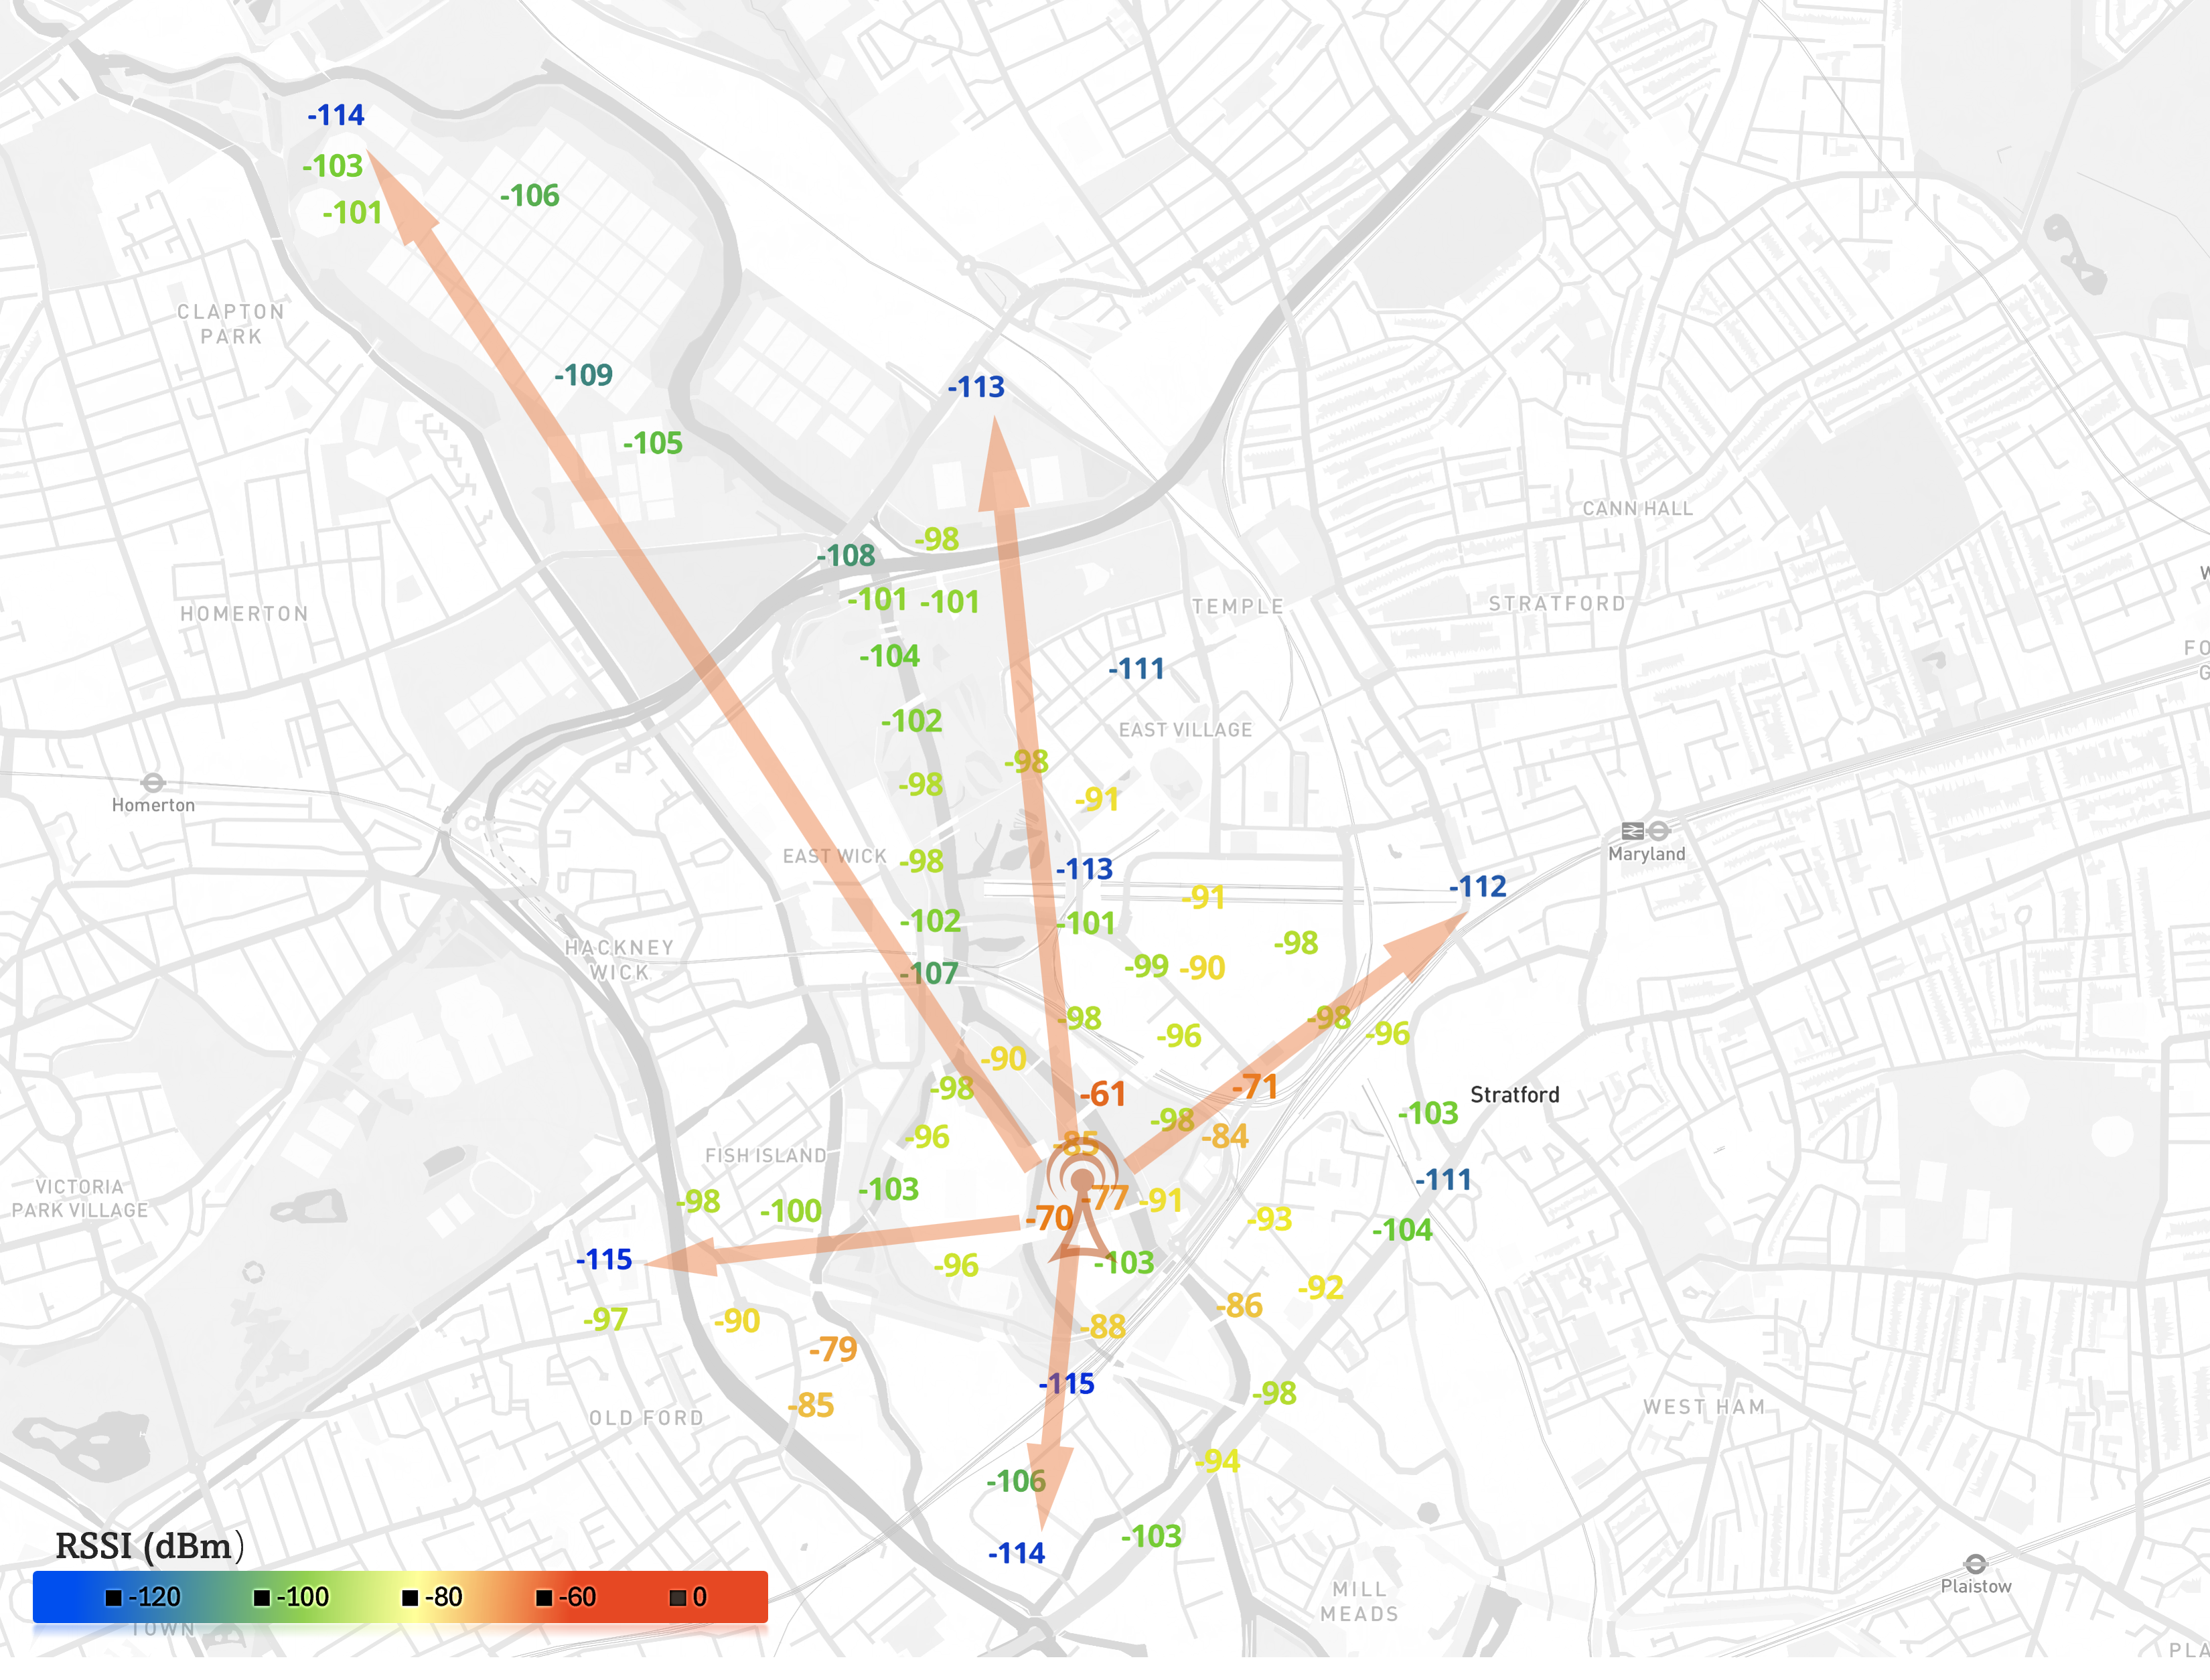 -114
-103
-106
-101
CLAPTON
PARK
-109
-113
-105
CANN HALL
-98
-108
-101 -101
TEMPLE
STRATFORD
HOMERTON
FO
G
-104
-111
-102
EAST VILLAGE
-98
-98
-91
Homerton
EAST WICK
-98
-113
Maryland
-112
-91
-102
-101
HACKNEY
WICK
-98
-99 -90
-107
-98
-98
-96
-96
-90
-98
-61
-71
Stratford
-103
-98
-96
-85
-84
FISH ISLAND
-111
VICTORIA
PARK VILLAGE
-103
-98
-100
-77
-91
-70
-93
-104
-115
-96
-103
-92
-86
-97
-90
-88
-79
-115
-98
-85
WEST HAM
OLD FORD
-94
-106
-103
RSSI (dBm)
-114
Plaistow
-120 -100 -80 -60 0
MILL
MEADS
TOWN
PLA